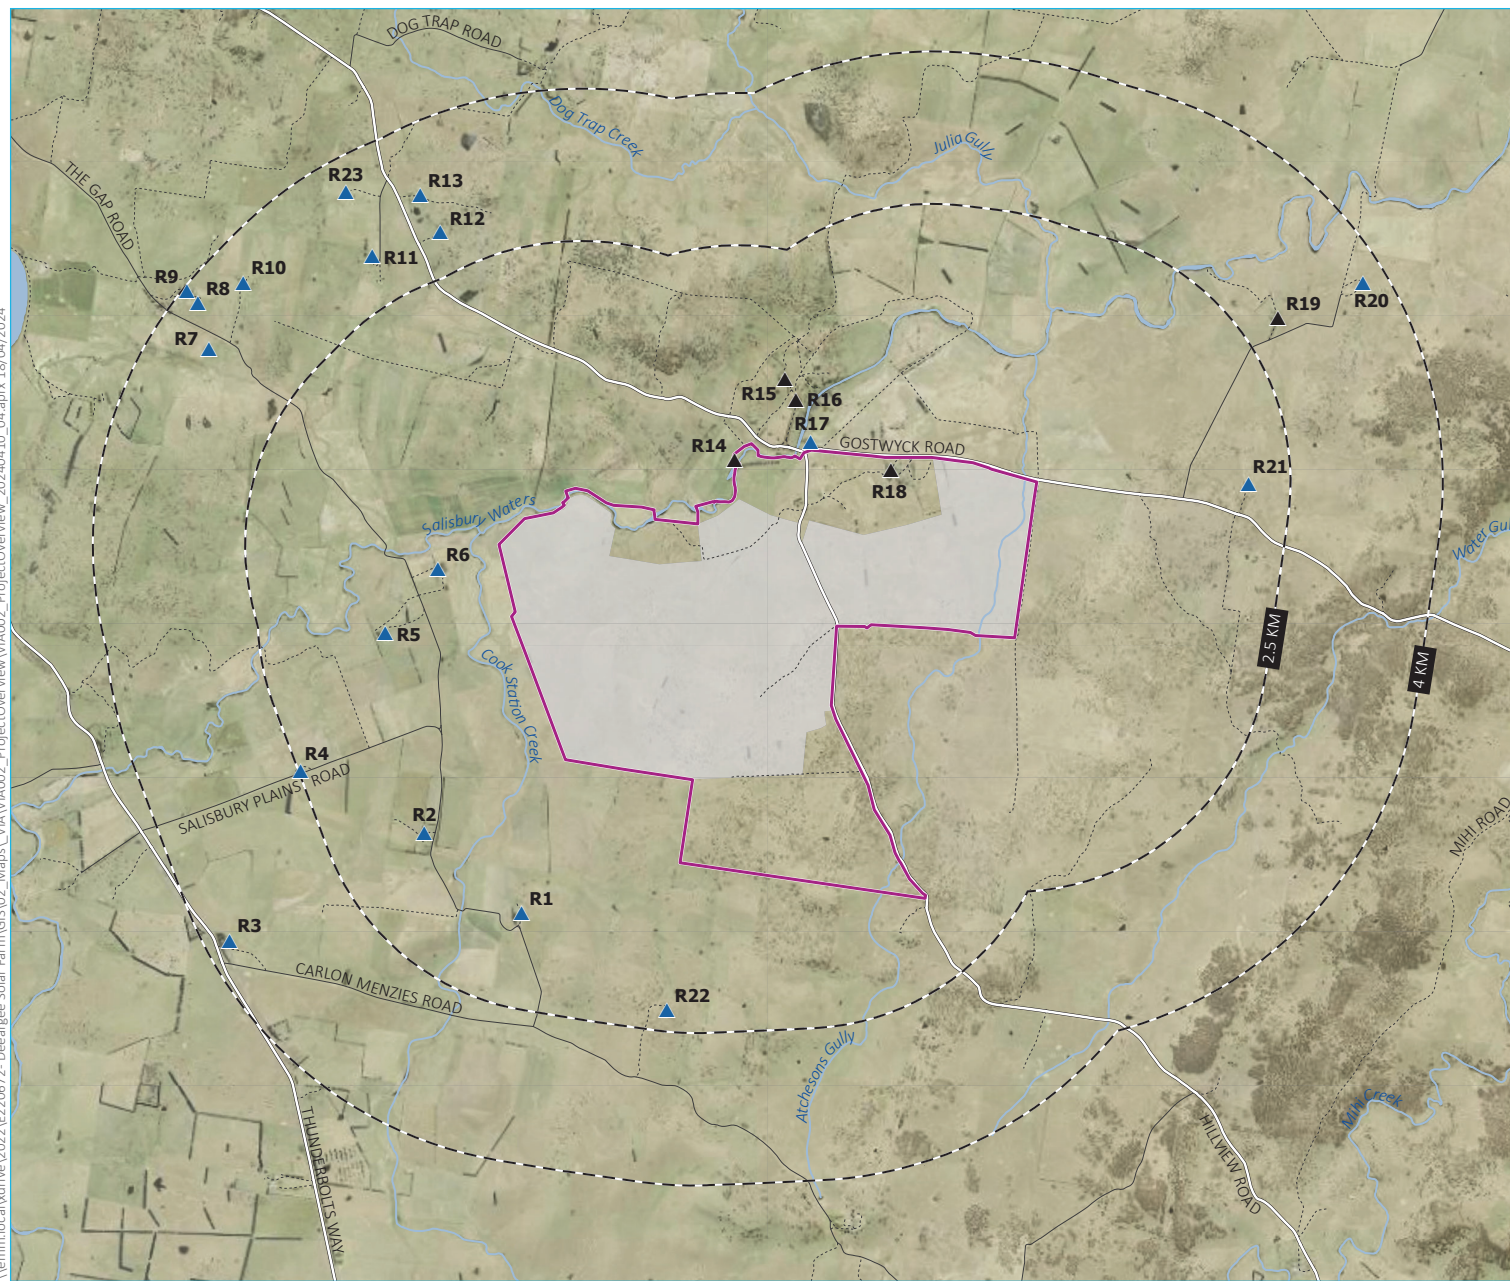 DOG TRAP ROAD
Dog Trap Creek
Julia Gully
THE GAP ROAD
R23
R13
R12
R11
R10
R9
R8
R7
R19
R20
R15
R16
R17
GOSTWYCK ROAD
R14
R18
R21
Salisbury Waters
R6
R5
Cook Station Creek
2.5 KM
4 KM
R4
SALISBURY PLAINS ROAD
R2
MIHI ROAD
R1
R3
CARLON MENZIES ROAD
R22
Atchesons Gully
Mihi Creek
HILLVIEW ROAD
THUNDERBOLTS WAY